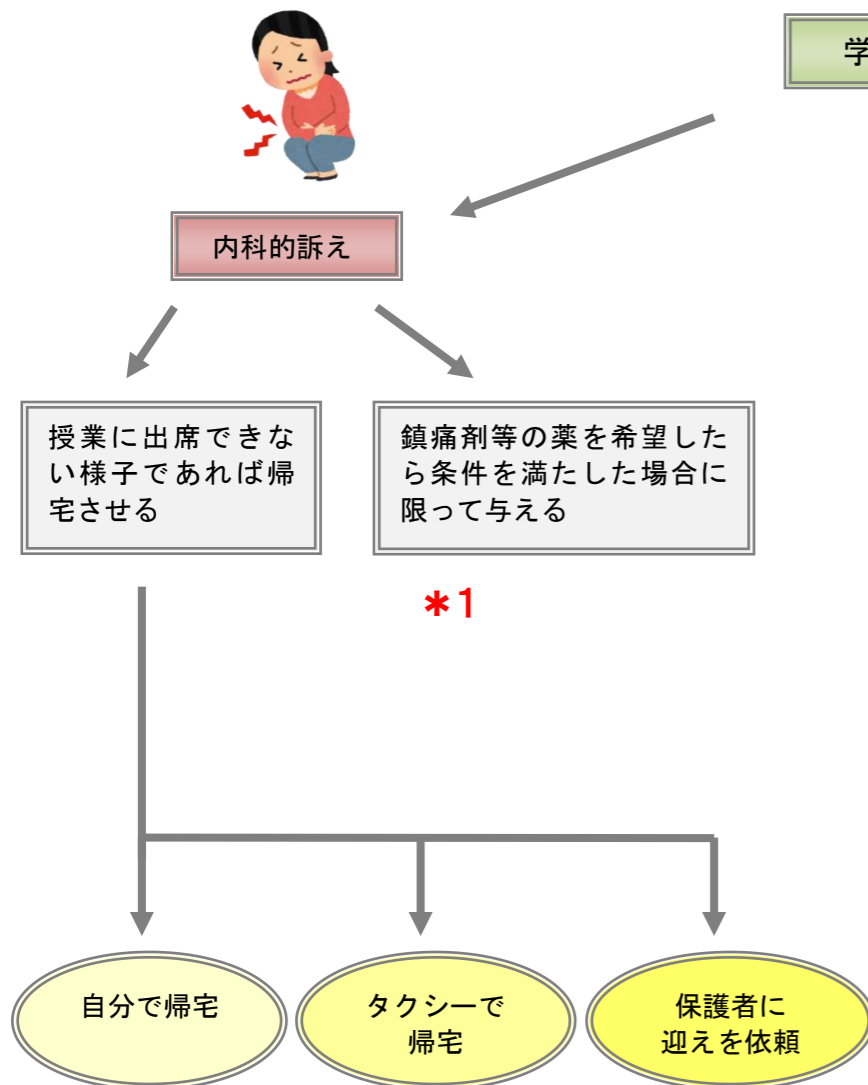 学
内科的訴え
授業に出席できな
い様子であれば帰
宅させる
鎮痛剤等の薬を希望した
ら条件を満たした場合に
限って与える
*1
自分で帰宅
タクシーで
帰宅
保護者に
迎えを依頼